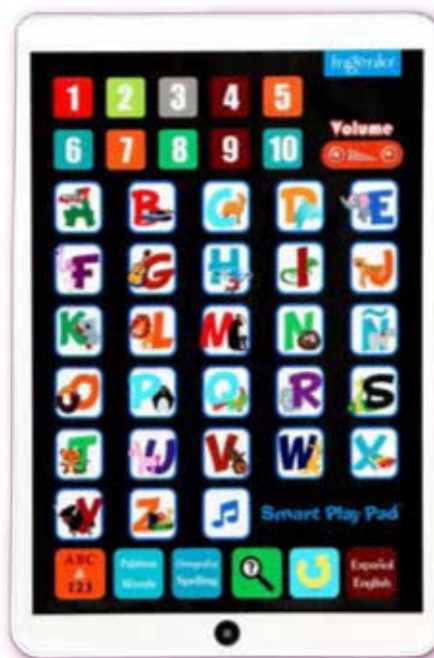 1 2 3 4 5
6 7 8 9 10
Volume
A B C D E
F G H I J
K L M N Ñ
O P Q R S
T U V W X
Y Z
Smart Play Pad
ABC
&
123
Palabras
Words
Ortografía
Spelling
?
Español
English